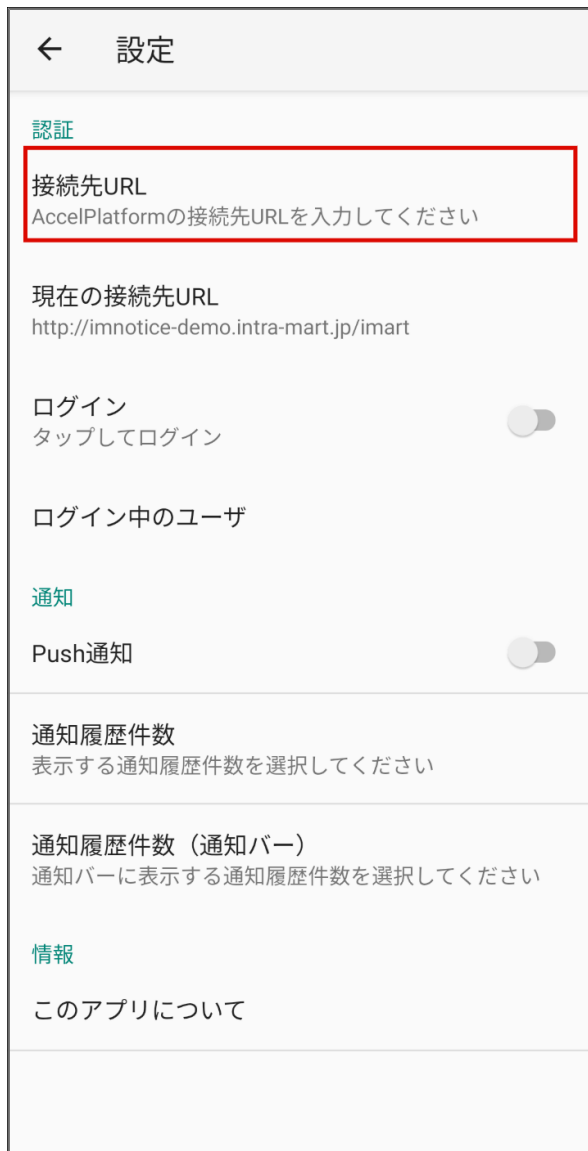 設定
認証
接続先URL
AccelPlatformの接続先URLを入力してください
現在の接続先URL
http://imnotice-demo.intra-mart.jp/imart
ログイン
タップしてログイン
ログイン中のユーザ
通知
Push通知
通知履歴件数
表示する通知履歴件数を選択してください
通知履歴件数（通知バー）
通知バーに表示する通知履歴件数を選択してください
情報
このアプリについて